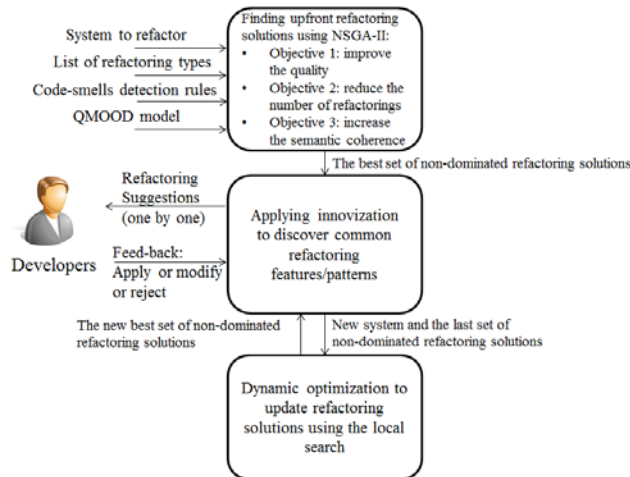 System to refactor
List of refactoring types
Code-smells detection rules
QMOOD model
Finding upfront refactoring
solutions using NSGA-II:
• Objective 1: improve
the quality
• Objective 2: reduce the
number of refactorings
• Objective 3: increase
the semantic coherence
The best set of non-dominated refactoring solutions
Refactoring
Suggestions
(one by one)
Developers
Feed-back:
Apply or modify
or reject
Applying innovization
to discover common
refactoring
features/patterns
The new best set of non-dominated
refactoring solutions
New system and the last set of
non-dominated refactoring solutions
Dynamic optimization to
update refactoring
solutions using the local
search